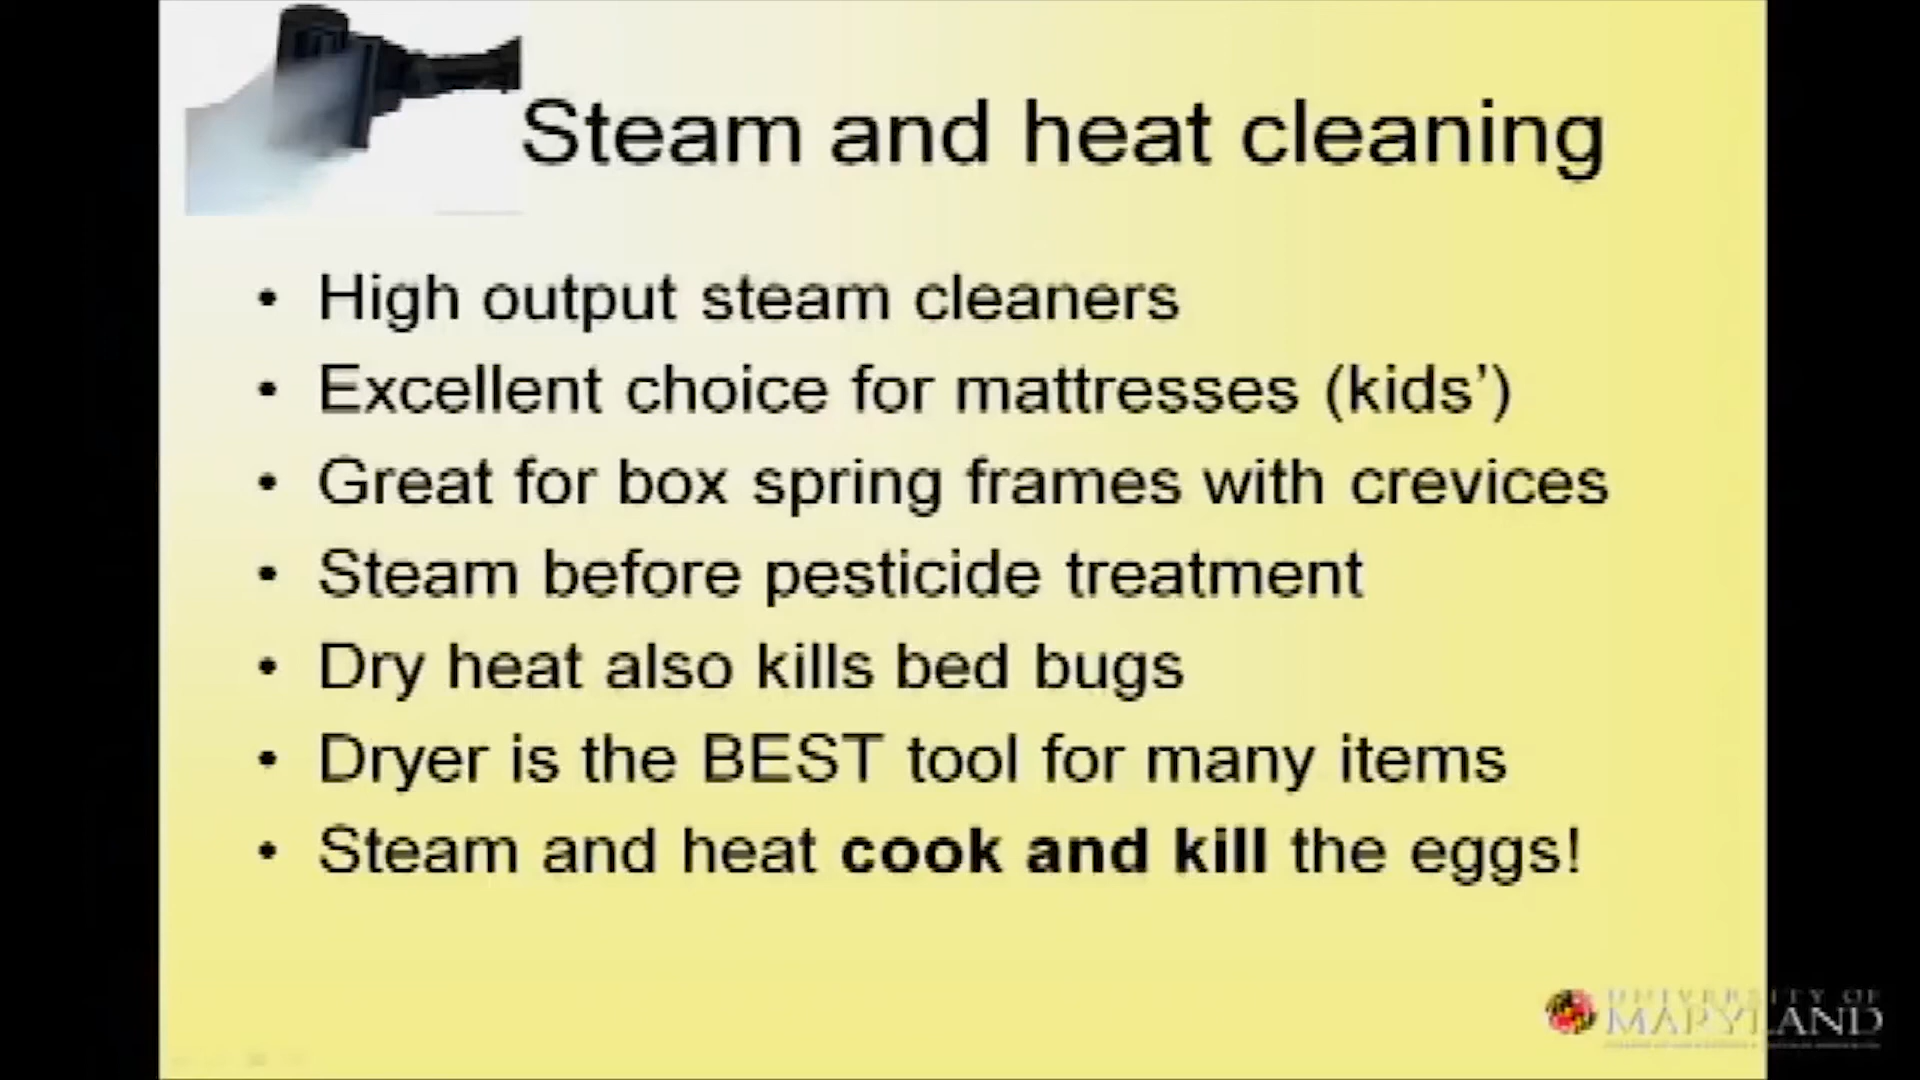 Steam and heat cleaning
• High output steam cleaners
• Excellent choice for mattresses (kids’)
• Great for box spring frames with crevices
• Steam before pesticide treatment
• Dry heat also kills bed bugs
• Dryer is the BEST tool for many items
• Steam and heat cook and kill the eggs!
UNIVERSITY OF
MARYLAND